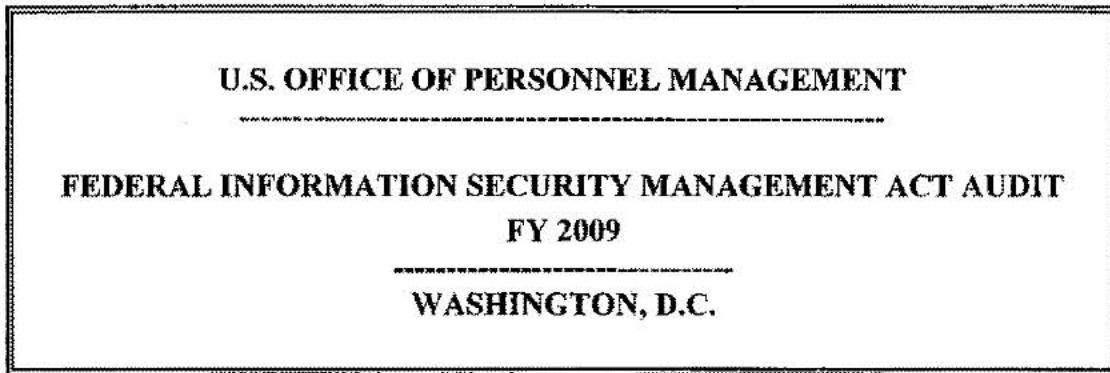 U.S. OFFICE OF PERSONNEL MANAGEMENT
FEDERAL INFORMATION SECURITY MANAGEMENT ACT AUDIT
FY 2009
WASHINGTON, D.C.